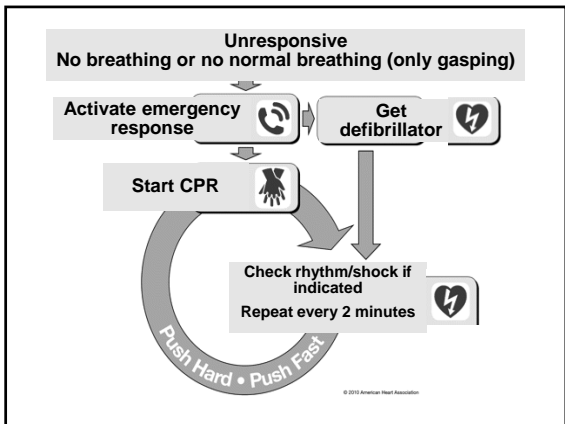 Unresponsive
No breathing or no normal breathing (only gasping)
Activate emergency
response
Get
defibrillator
Start CPR
Check rhythm/shock if
indicated
Repeat every 2 minutes
Push Hard • Push Fast
© 2010 American Heart Association